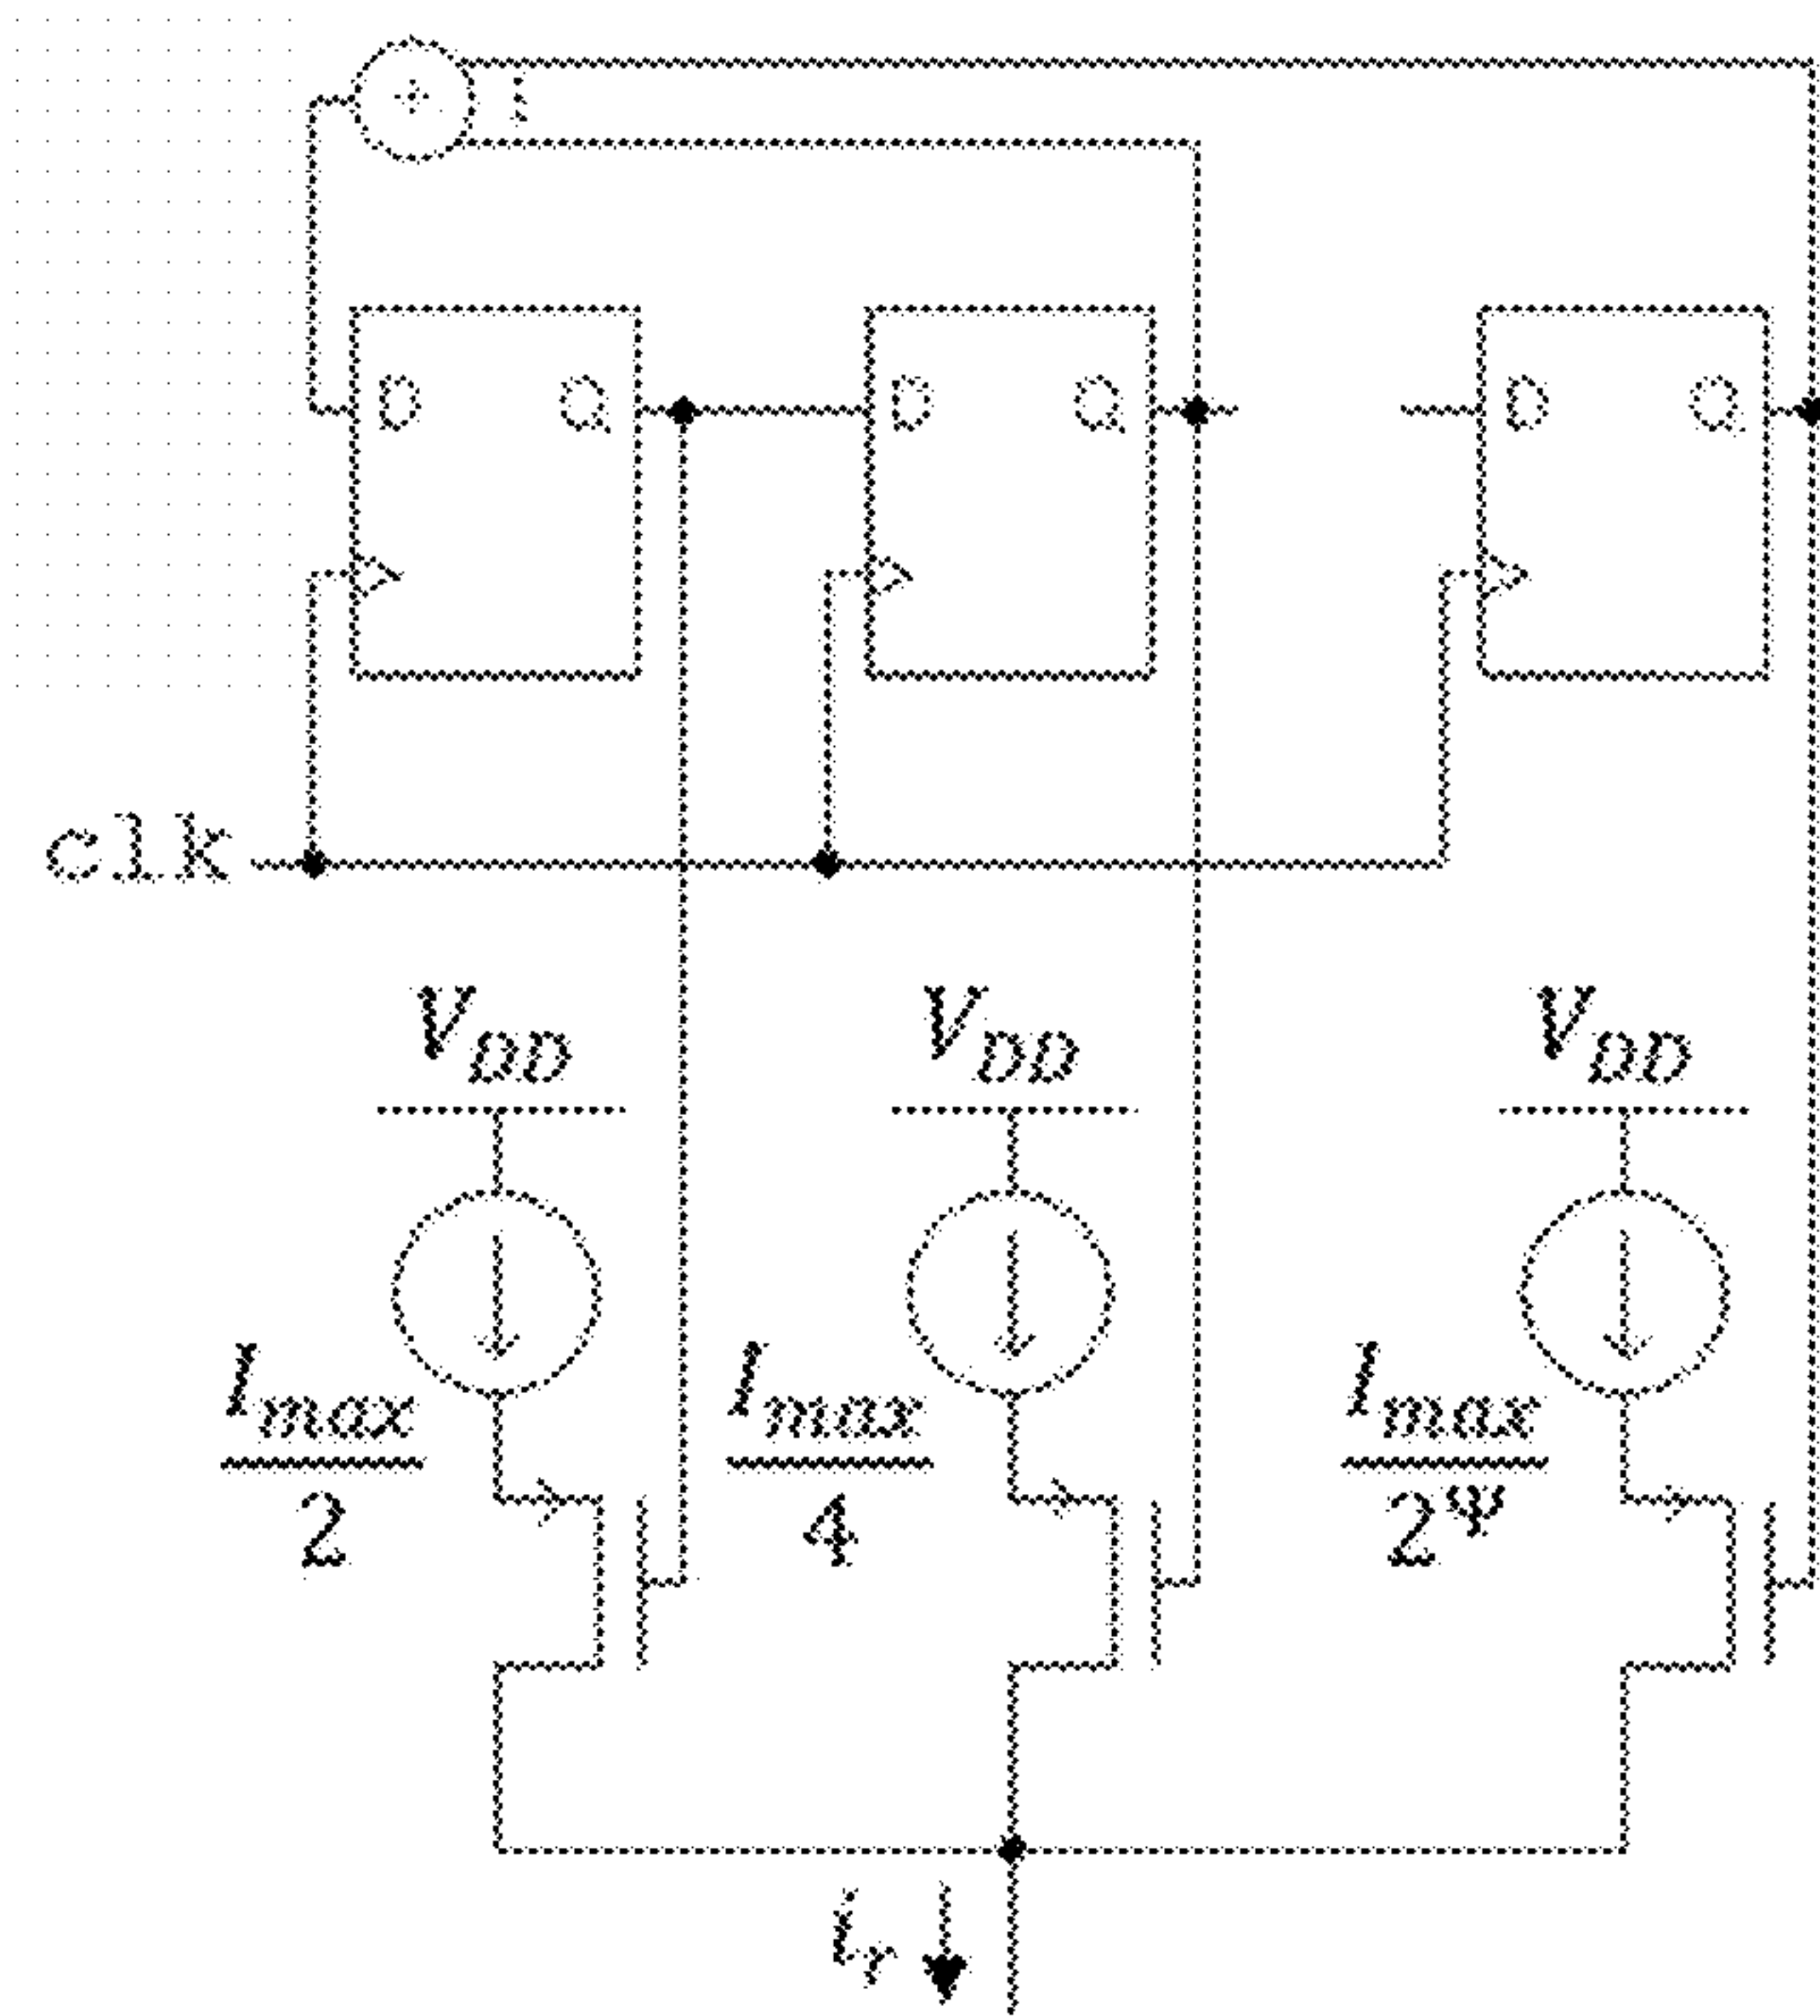 +
D Q D Q D Q
clk
V_DD V_DD V_DD
I_max/2 I_max/4 I_max/2^Ψ
i_r